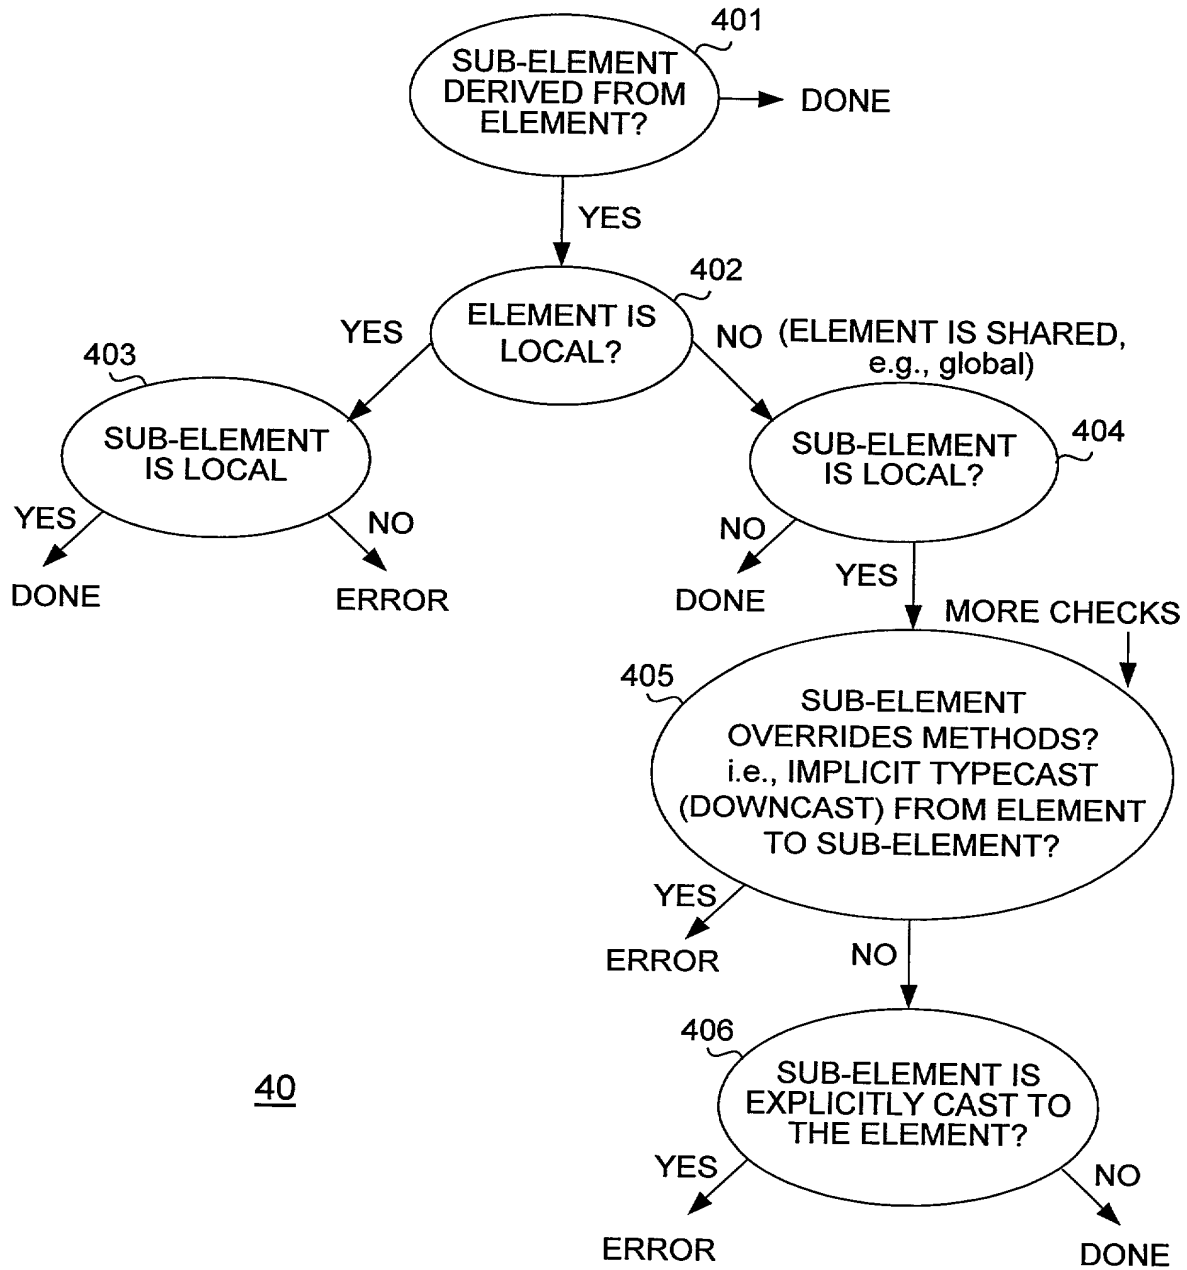 401
SUB-ELEMENT
DERIVED FROM
ELEMENT?
DONE
YES
402
ELEMENT IS
LOCAL?
YES
NO (ELEMENT IS SHARED,
e.g., global)
403
SUB-ELEMENT
IS LOCAL
YES
NO
DONE
ERROR
404
SUB-ELEMENT
IS LOCAL?
NO
DONE
YES
MORE CHECKS
405
SUB-ELEMENT
OVERRIDES METHODS?
i.e., IMPLICIT TYPECAST
(DOWNCAST) FROM ELEMENT
TO SUB-ELEMENT?
YES
ERROR
NO
406
SUB-ELEMENT IS
EXPLICITLY CAST TO
THE ELEMENT?
YES
ERROR
NO
DONE
40